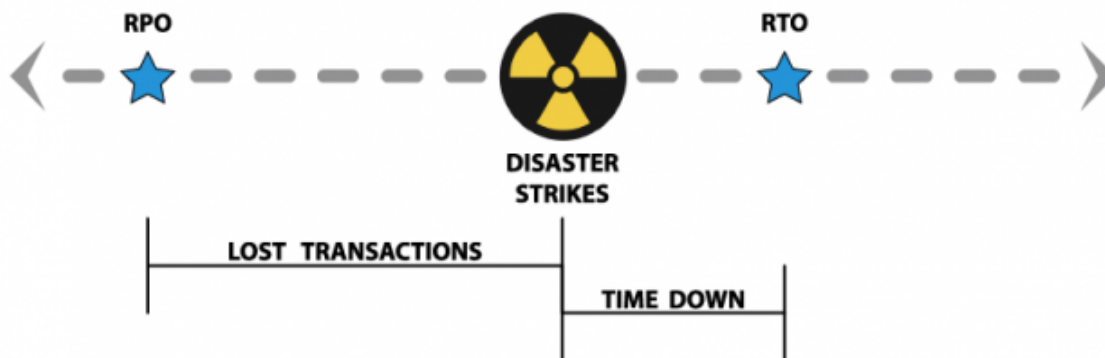 RPO
RTO
DISASTER
STRIKES
LOST TRANSACTIONS
TIME DOWN